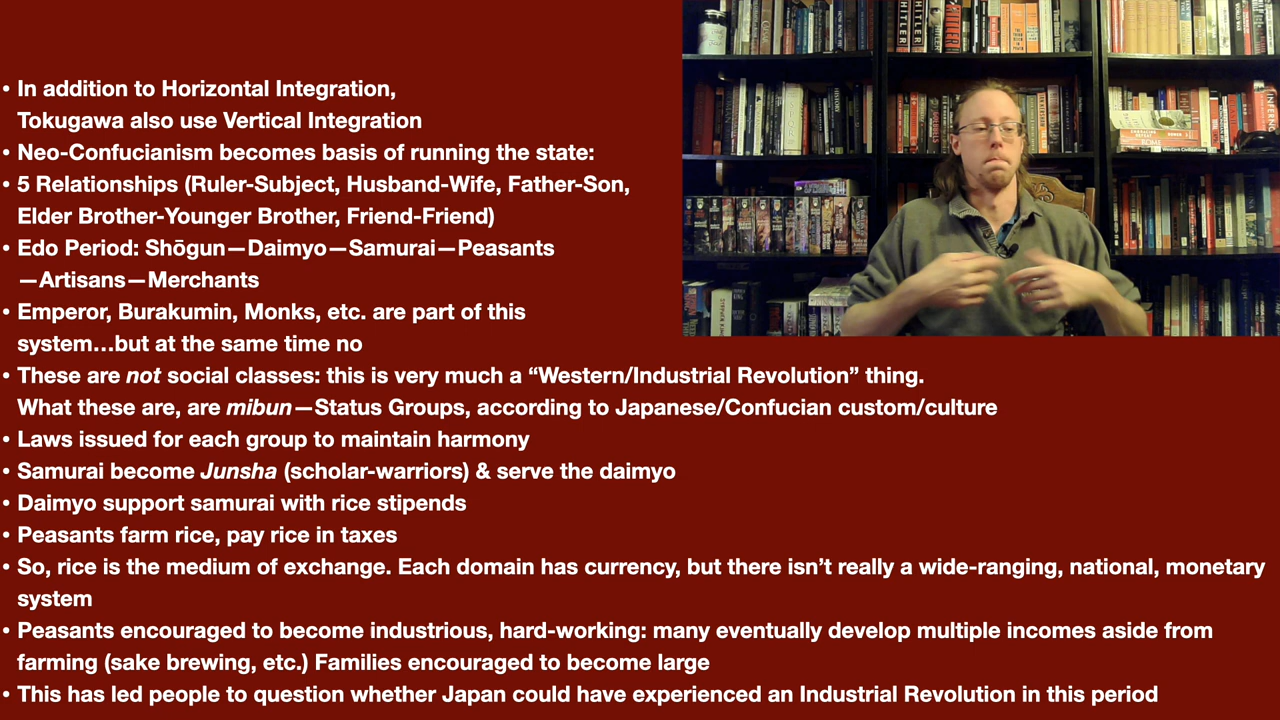 • In addition to Horizontal Integration,
Tokugawa also use Vertical Integration
• Neo-Confucianism becomes basis of running the state:
• 5 Relationships (Ruler-Subject, Husband-Wife, Father-Son,
Elder Brother-Younger Brother, Friend-Friend)
• Edo Period: Shōgun—Daimyo—Samurai—Peasants
—Artisans—Merchants
• Emperor, Burakumin, Monks, etc. are part of this
system…but at the same time no
• These are not social classes: this is very much a “Western/Industrial Revolution” thing.
What these are, are mibun—Status Groups, according to Japanese/Confucian custom/culture
• Laws issued for each group to maintain harmony
• Samurai become Junsha (scholar-warriors) & serve the daimyo
• Daimyo support samurai with rice stipends
• Peasants farm rice, pay rice in taxes
• So, rice is the medium of exchange. Each domain has currency, but there isn’t really a wide-ranging, national, monetary
system
• Peasants encouraged to become industrious, hard-working: many eventually develop multiple incomes aside from
farming (sake brewing, etc.) Families encouraged to become large
• This has led people to question whether Japan could have experienced an Industrial Revolution in this period
HITLER